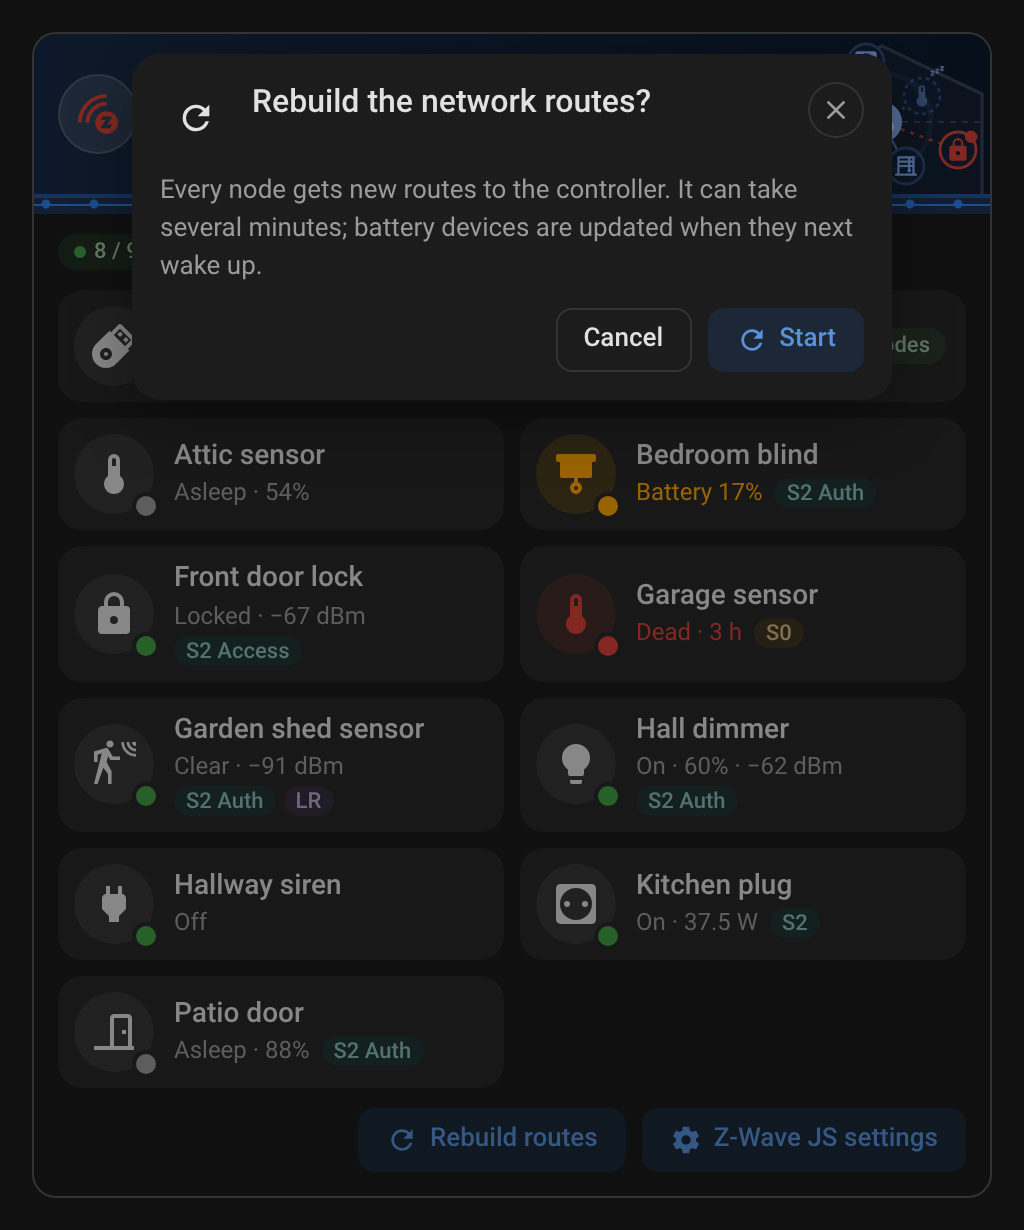 Rebuild the network routes?
Every node gets new routes to the controller. It can take
several minutes; battery devices are updated when they next
wake up.
Cancel
Start
8 / 9
Attic sensor
Asleep · 54%
Bedroom blind
Battery 17% S2 Auth
Front door lock
Locked · −67 dBm
S2 Access
Garage sensor
Dead · 3 h S0
Garden shed sensor
Clear · −91 dBm
S2 Auth LR
Hall dimmer
On · 60% · −62 dBm
S2 Auth
Hallway siren
Off
Kitchen plug
On · 37.5 W S2
Patio door
Asleep · 88% S2 Auth
Rebuild routes
Z-Wave JS settings